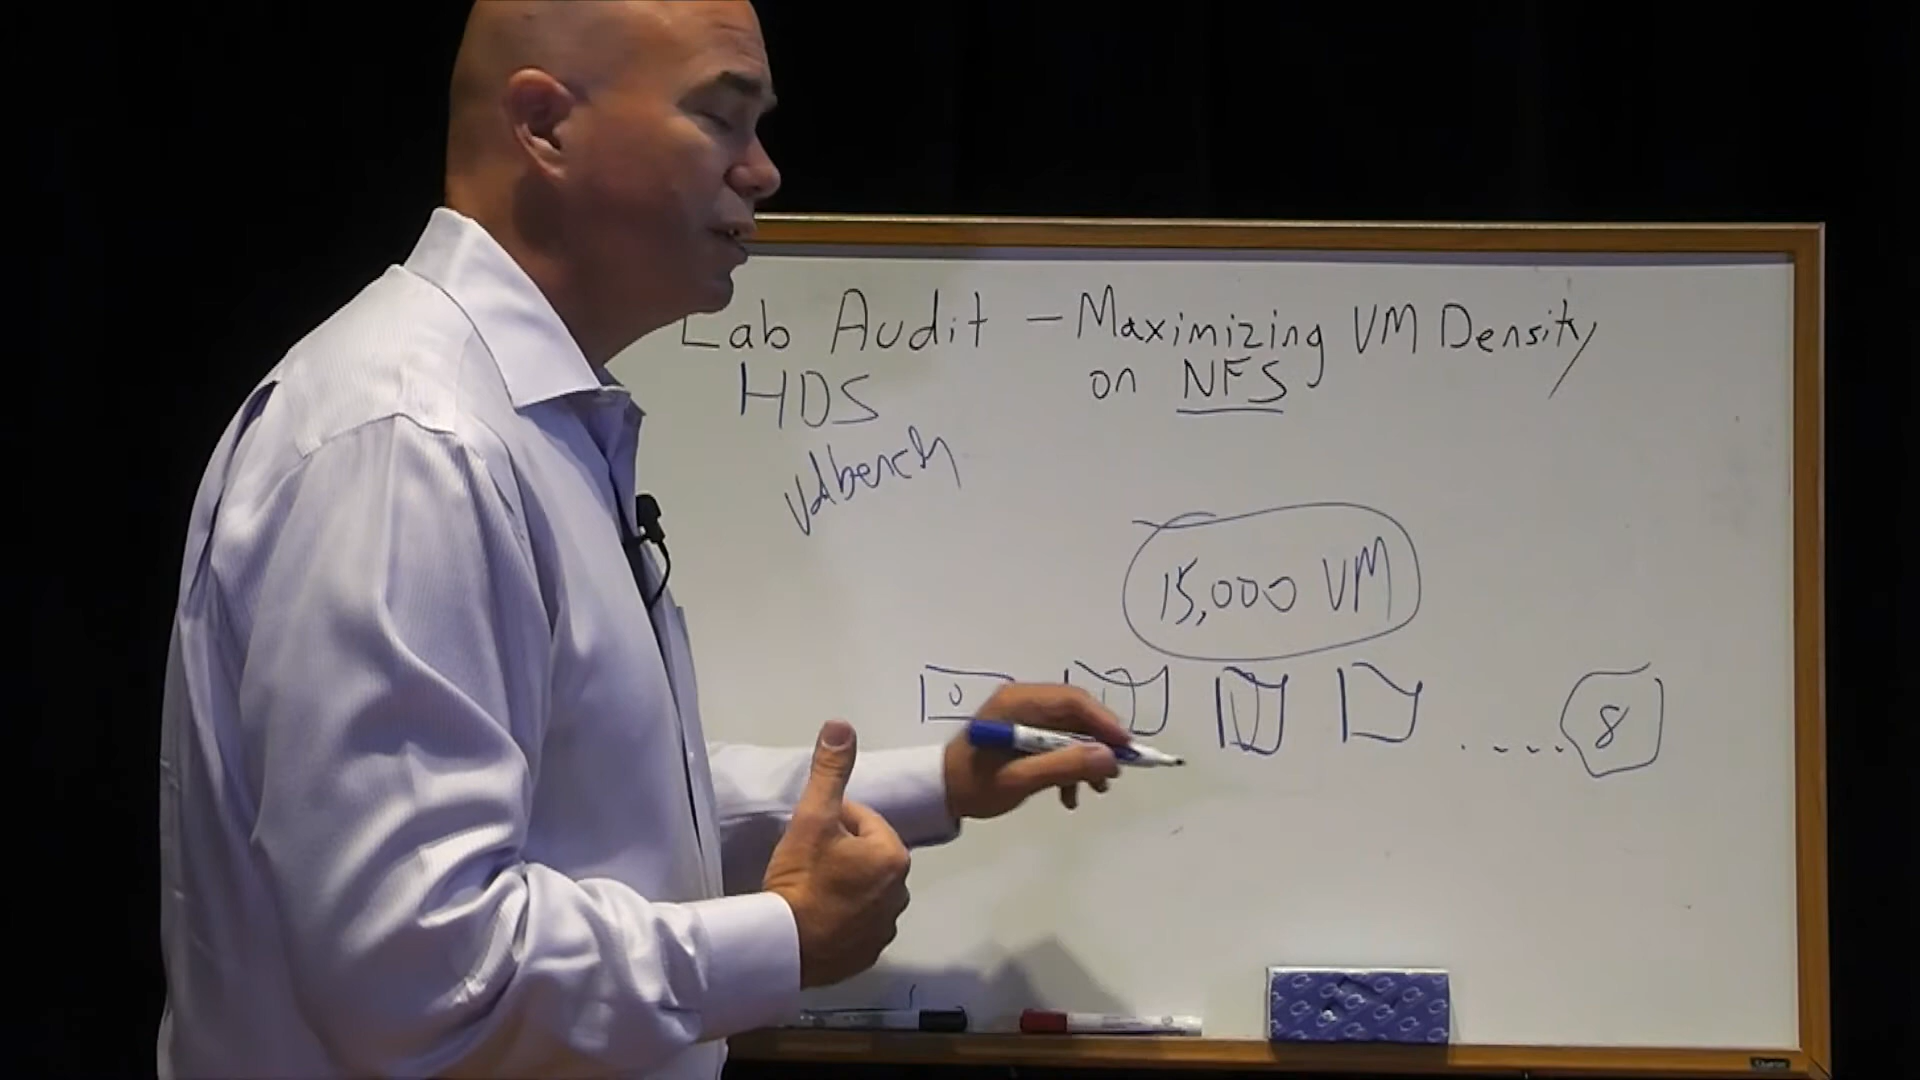 Lab Audit – Maximizing VM Density
on NFS
HDS
vdbench
15,000 VM
8